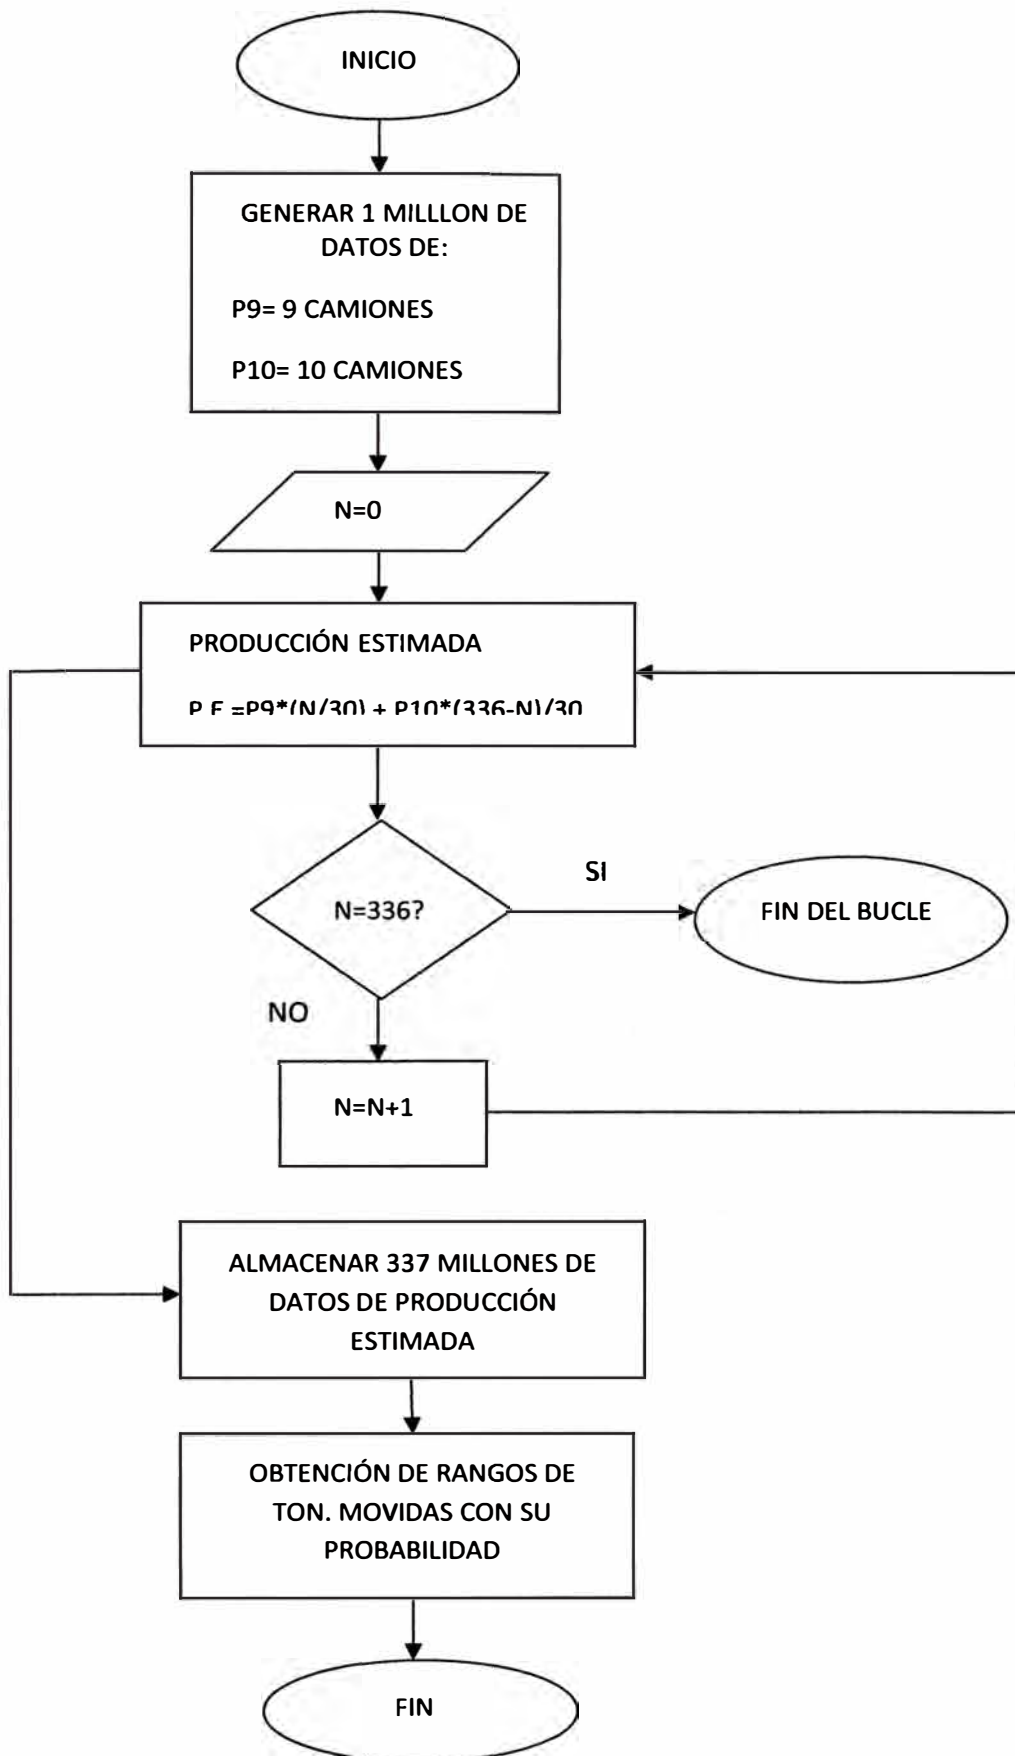 INICIO
GENERAR 1 MILLLON DE
DATOS DE:
P9= 9 CAMIONES
P10= 10 CAMIONES
N=0
PRODUCCIÓN ESTIMADA
P.E =P9*(N/30) + P10*(336-N)/30
N=336?
SI
FIN DEL BUCLE
NO
N=N+1
ALMACENAR 337 MILLONES DE
DATOS DE PRODUCCIÓN
ESTIMADA
OBTENCIÓN DE RANGOS DE
TON. MOVIDAS CON SU
PROBABILIDAD
FIN